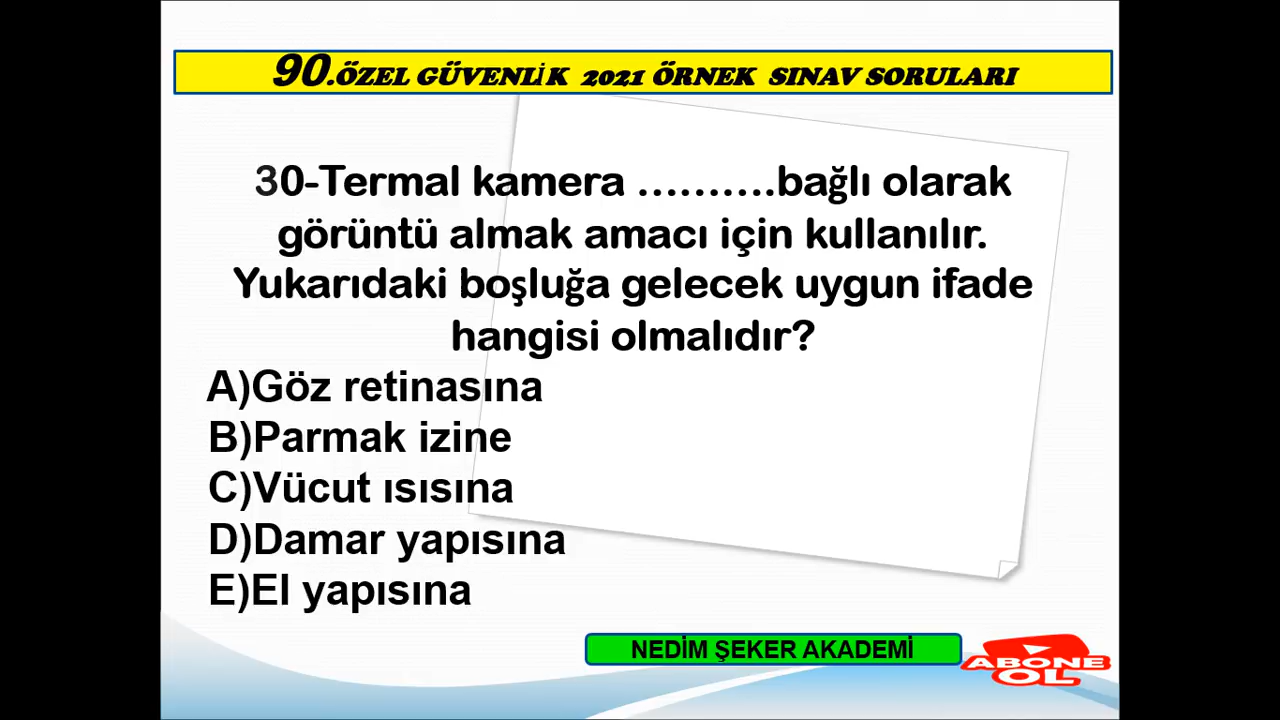 90.ÖZEL GÜVENLİK 2021 ÖRNEK SINAV SORULARI
30-Termal kamera ……….bağlı olarak
görüntü almak amacı için kullanılır.
Yukarıdaki boşluğa gelecek uygun ifade
hangisi olmalıdır?
A)Göz retinasına
B)Parmak izine
C)Vücut ısısına
D)Damar yapısına
E)El yapısına
NEDİM ŞEKER AKADEMİ
ABONE
OL